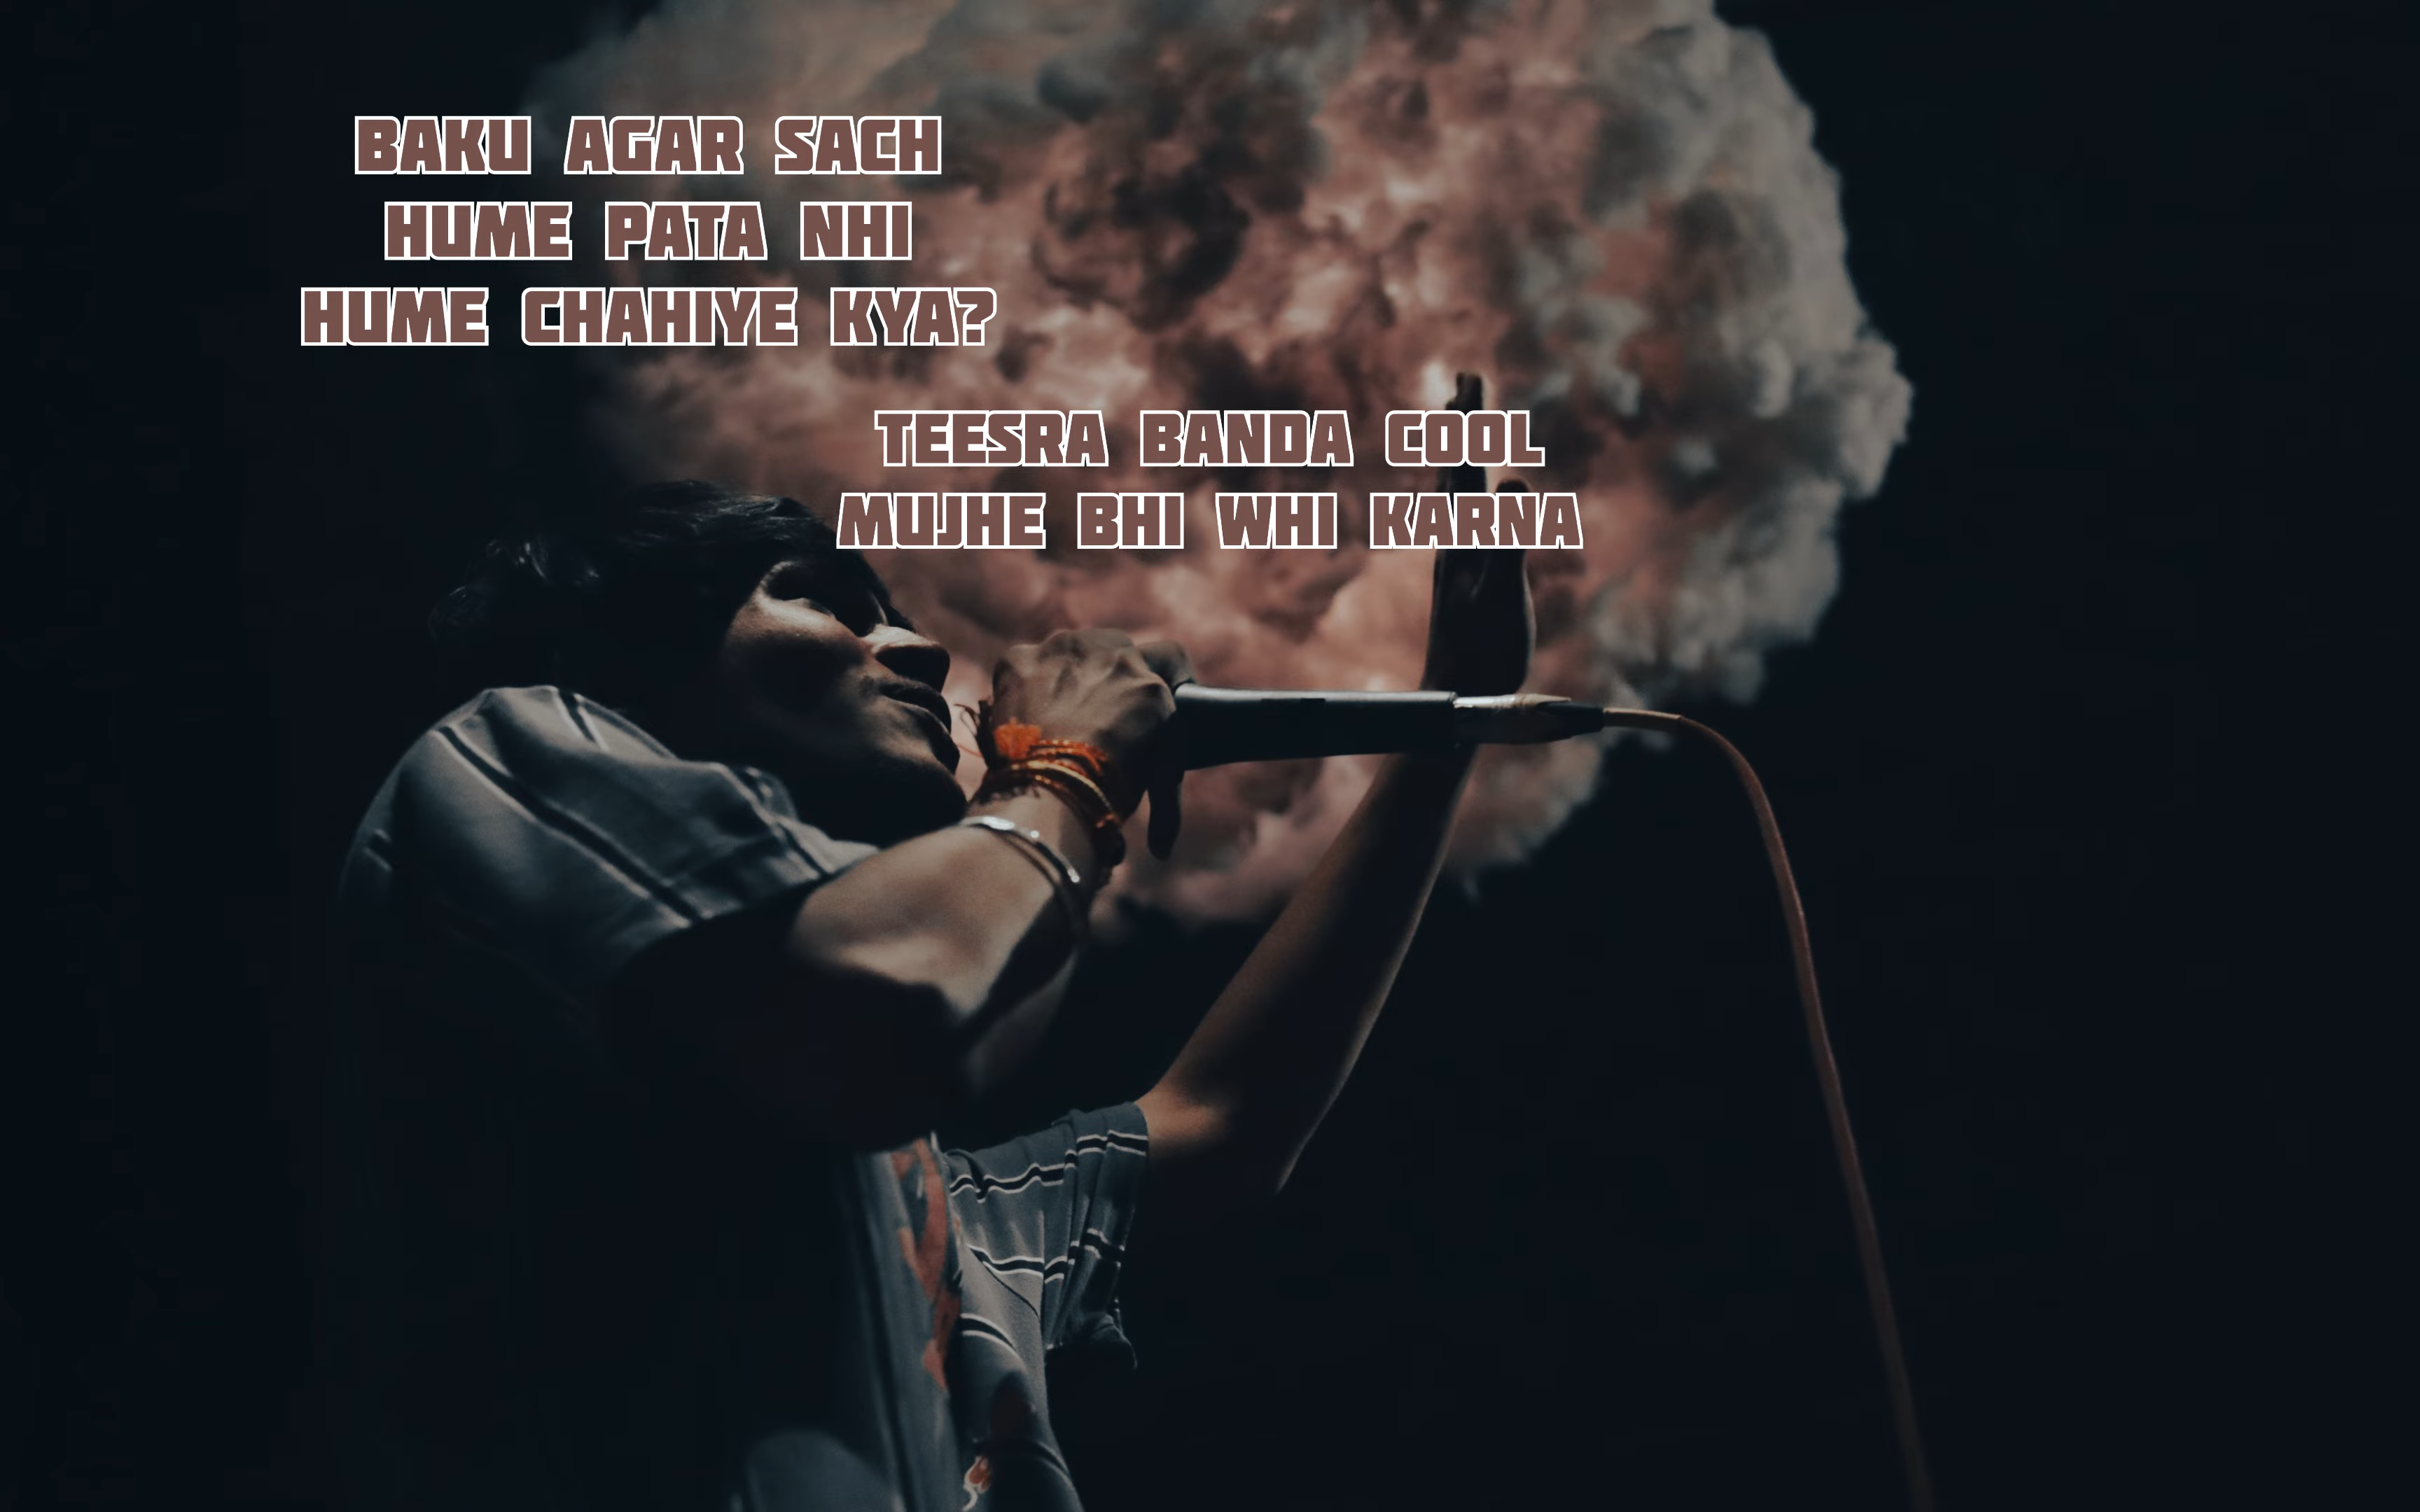 BAKU AGAR SACH
HUME PATA NHI
HUME CHAHIYE KYA?
TEESRA BANDA COOL
MUJHE BHI WHI KARNA